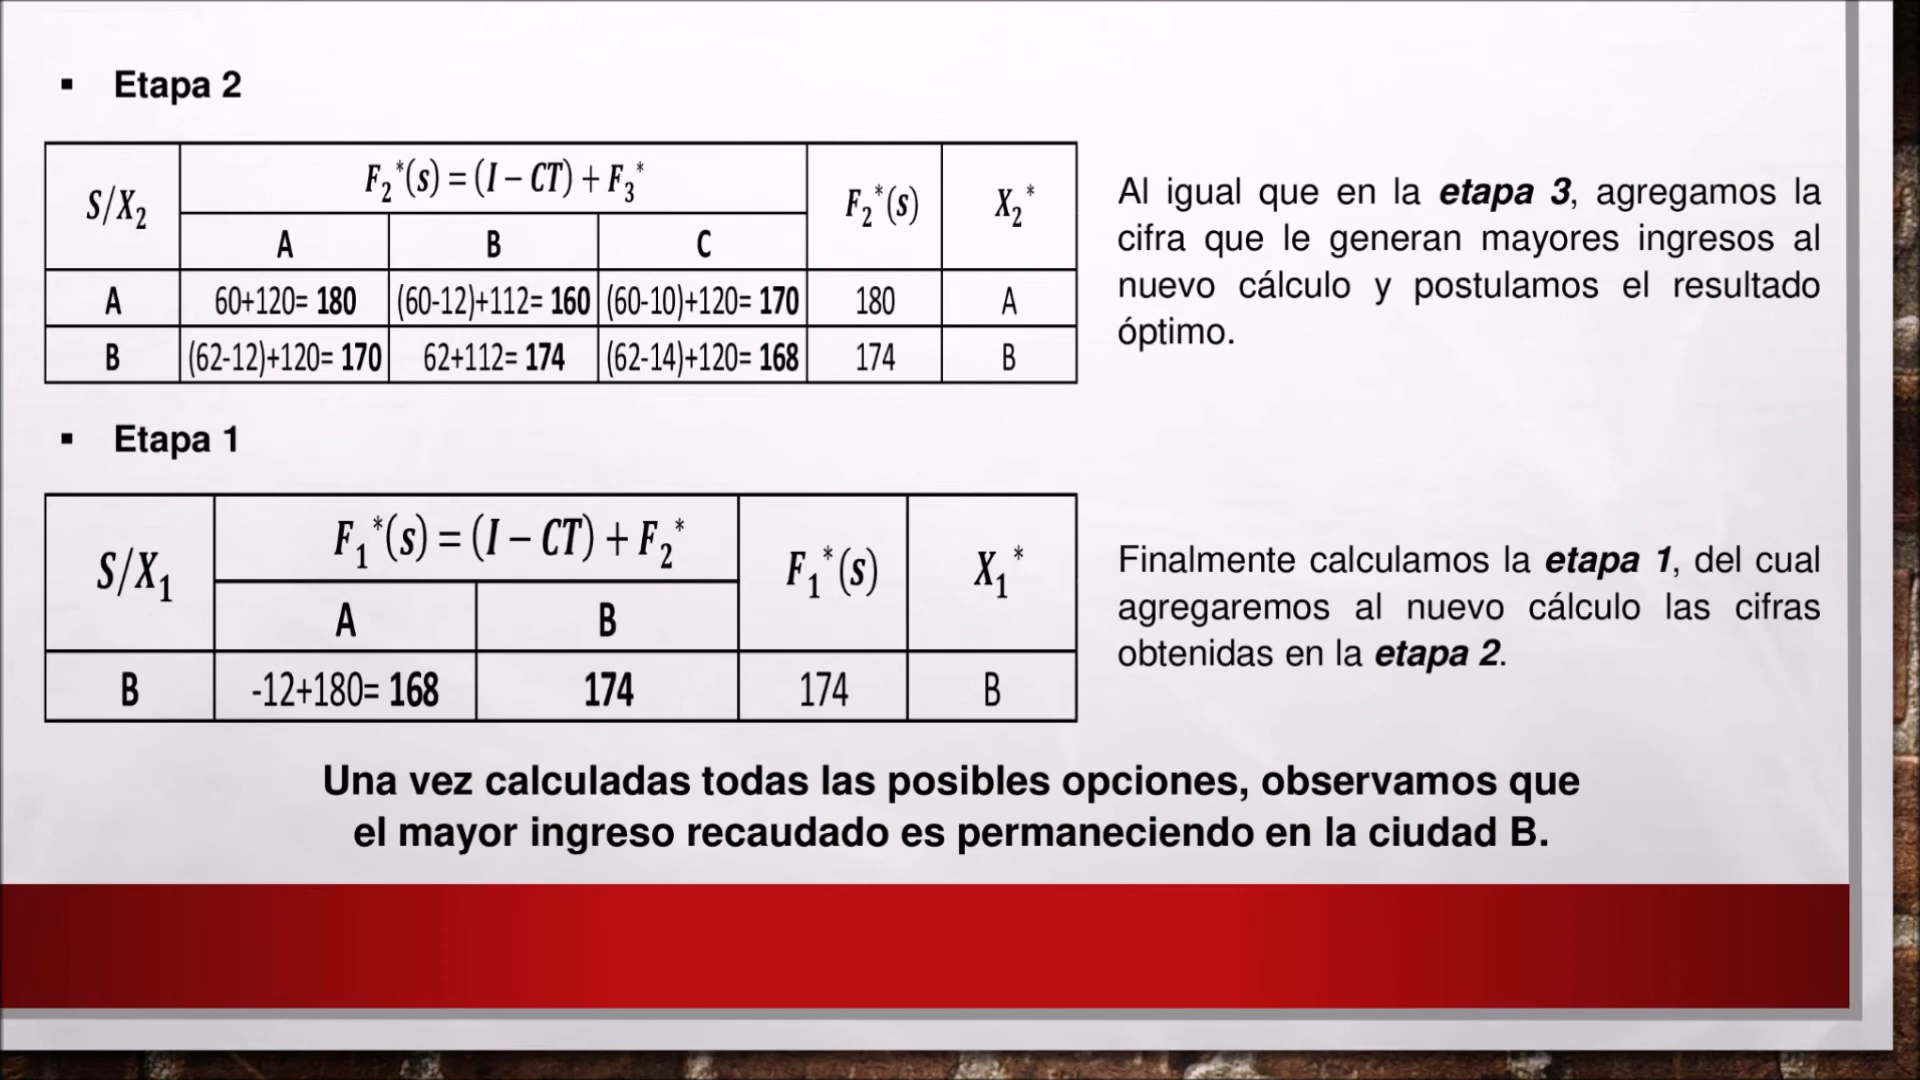 ▪ Etapa 2
S/X₂ | F₂*(s) = (I – CT) + F₃* | F₂*(s) | X₂*
A | B | C
A | 60+120= 180 | (60-12)+112= 160 | (60-10)+120= 170 | 180 | A
B | (62-12)+120= 170 | 62+112= 174 | (62-14)+120= 168 | 174 | B
Al igual que en la etapa 3, agregamos la
cifra que le generan mayores ingresos al
nuevo cálculo y postulamos el resultado
óptimo.
▪ Etapa 1
S/X₁ | F₁*(s) = (I – CT) + F₂* | F₁*(s) | X₁*
A | B
B | -12+180= 168 | 174 | 174 | B
Finalmente calculamos la etapa 1, del cual
agregaremos al nuevo cálculo las cifras
obtenidas en la etapa 2.
Una vez calculadas todas las posibles opciones, observamos que
el mayor ingreso recaudado es permaneciendo en la ciudad B.